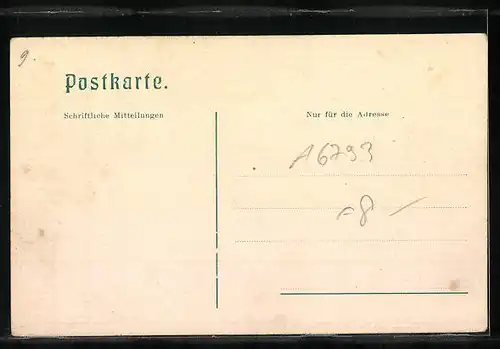 9.
Postkarte.
Schriftliche Mitteilungen
Nur für die Adresse
A6793
-8 -